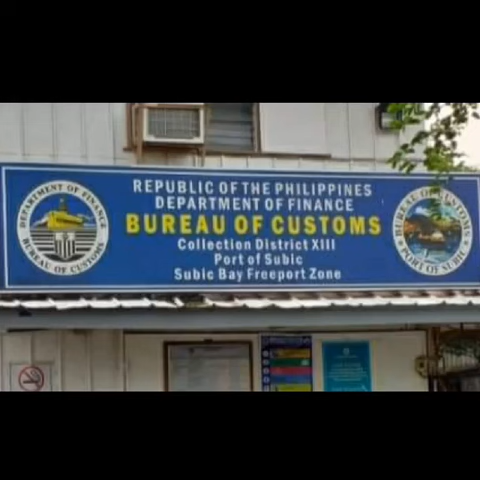 REPUBLIC OF THE PHILIPPINES
DEPARTMENT OF FINANCE
BUREAU OF CUSTOMS
Collection District XIII
Port of Subic
Subic Bay Freeport Zone
DEPARTMENT OF FINANCE
BUREAU OF CUSTOMS
BUREAU OF CUSTOMS
PORT OF SUBIC